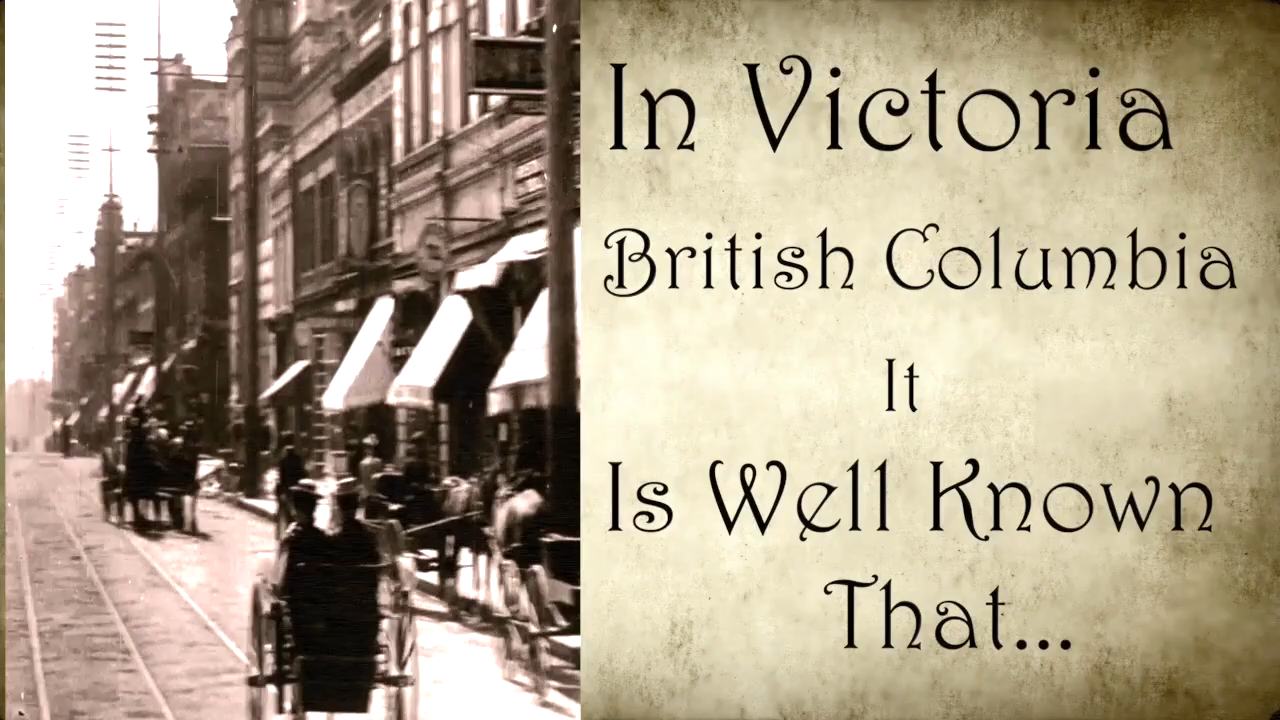 In Victoria
British Columbia
It
Is Well Known
That...